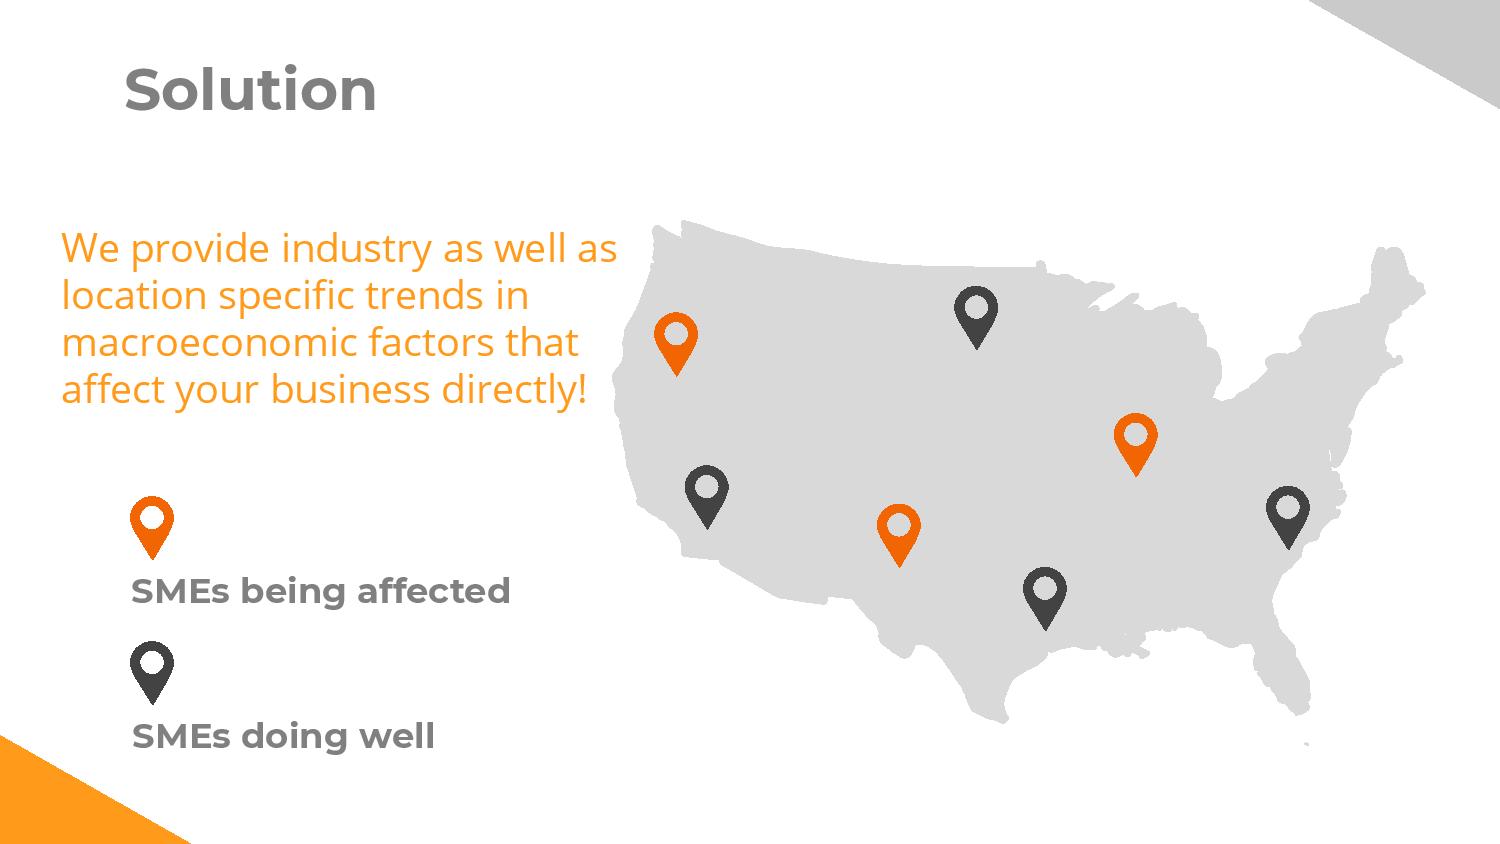 Solution
We provide industry as well as
location specific trends in
macroeconomic factors that
affect your business directly!
SMEs being affected
SMEs doing well